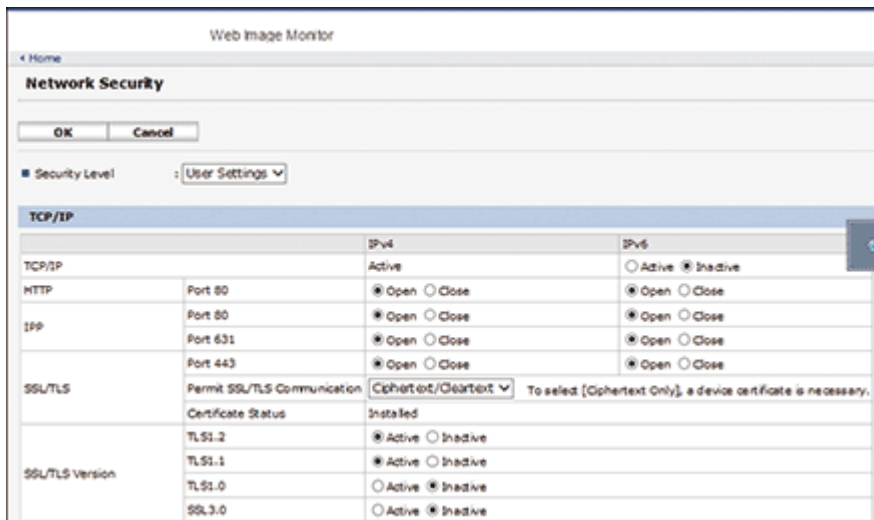 Web Image Monitor
Home
Network Security
OK Cancel
Security Level : User Settings
TCP/IP
IPv4 IPv6
TCP/IP Active Active Inactive
HTTP Port 80 Open Close Open Close
IPP Port 80 Open Close Open Close
Port 631 Open Close Open Close
SSL/TLS Port 443 Open Close Open Close
Permit SSL/TLS Communication Ciphertext/Cleartext To select [Ciphertext Only], a device certificate is necessary.
Certificate Status Installed
SSL/TLS Version TLS1.2 Active Inactive
TLS1.1 Active Inactive
TLS1.0 Active Inactive
SSL3.0 Active Inactive